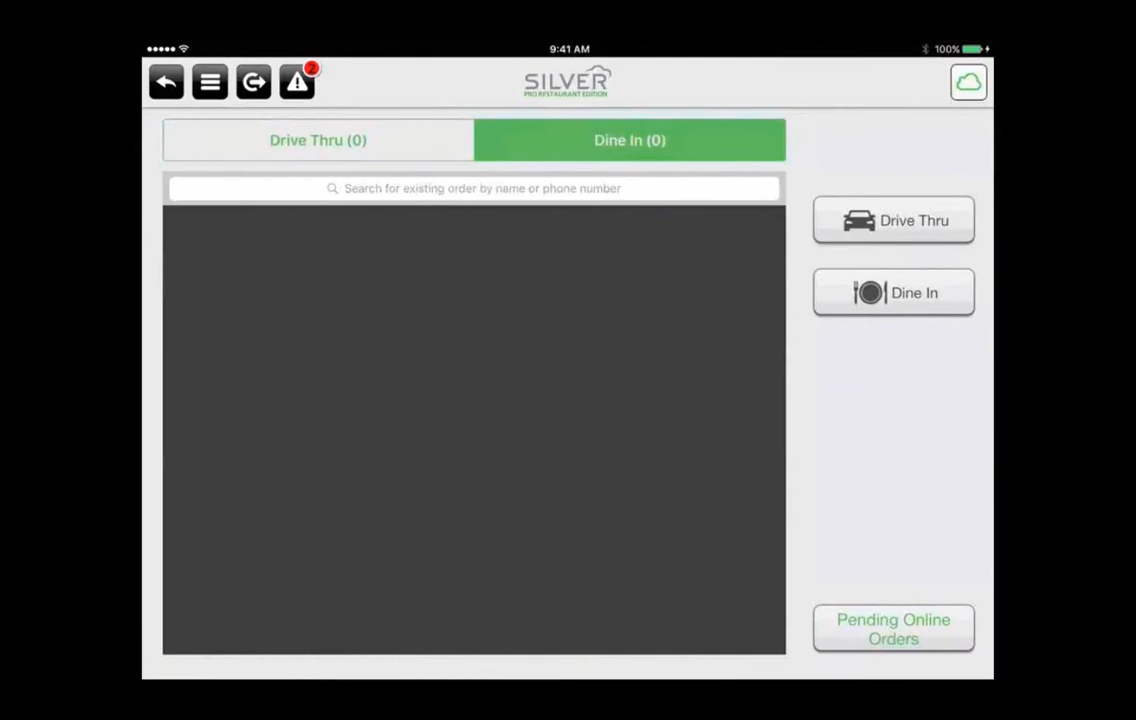 9:41 AM
100%
2
SILVER
PRO RESTAURANT EDITION
Drive Thru (0)
Dine In (0)
Search for existing order by name or phone number
Drive Thru
Dine In
Pending Online
Orders